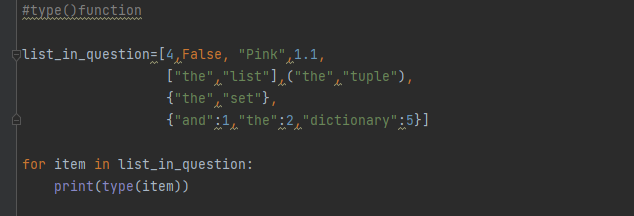 #type()function
list_in_question=[4,False, "Pink",1.1,
["the","list"],("the","tuple"),
{"the","set"},
{"and":1,"the":2,"dictionary":5}]
for item in list_in_question:
print(type(item))